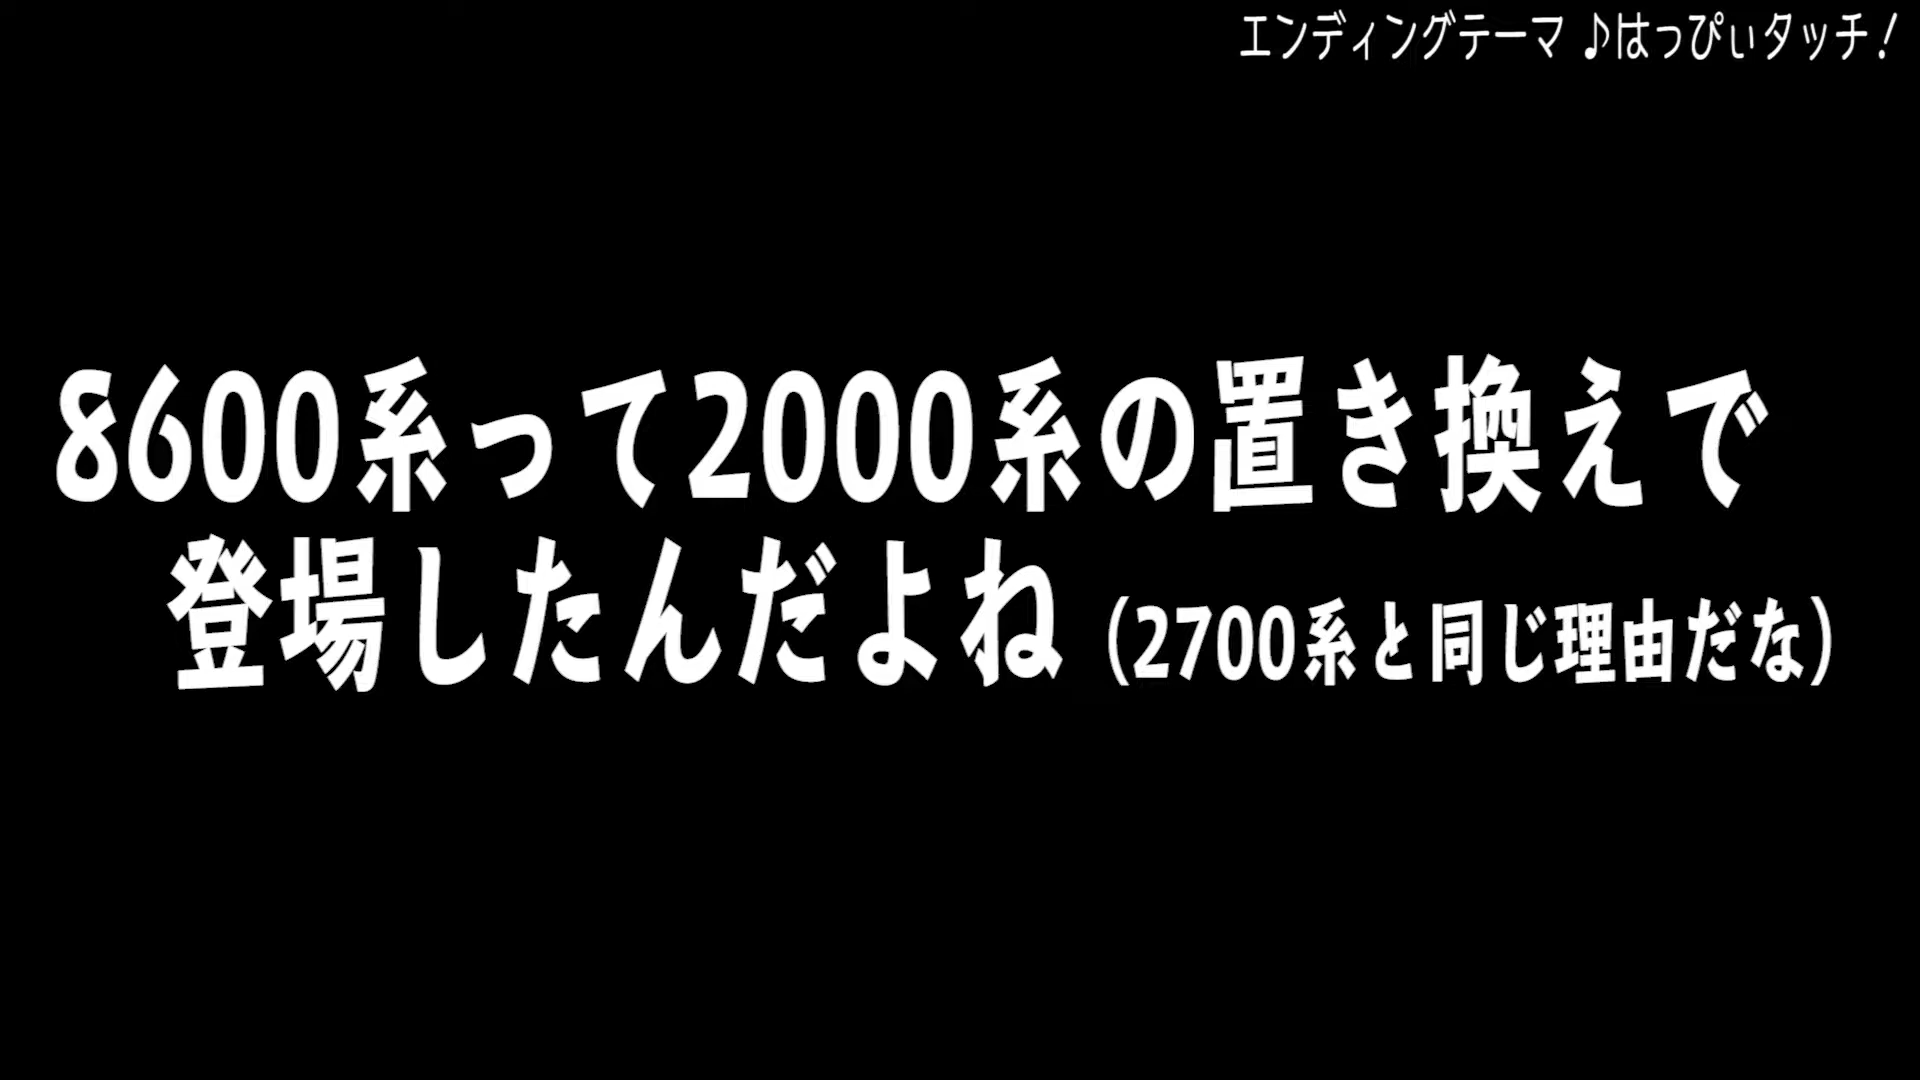 エンディングテーマ ♪はっぴぃタッチ!
8600系って2000系の置き換えで
登場したんだよね (2700系と同じ理由だな)